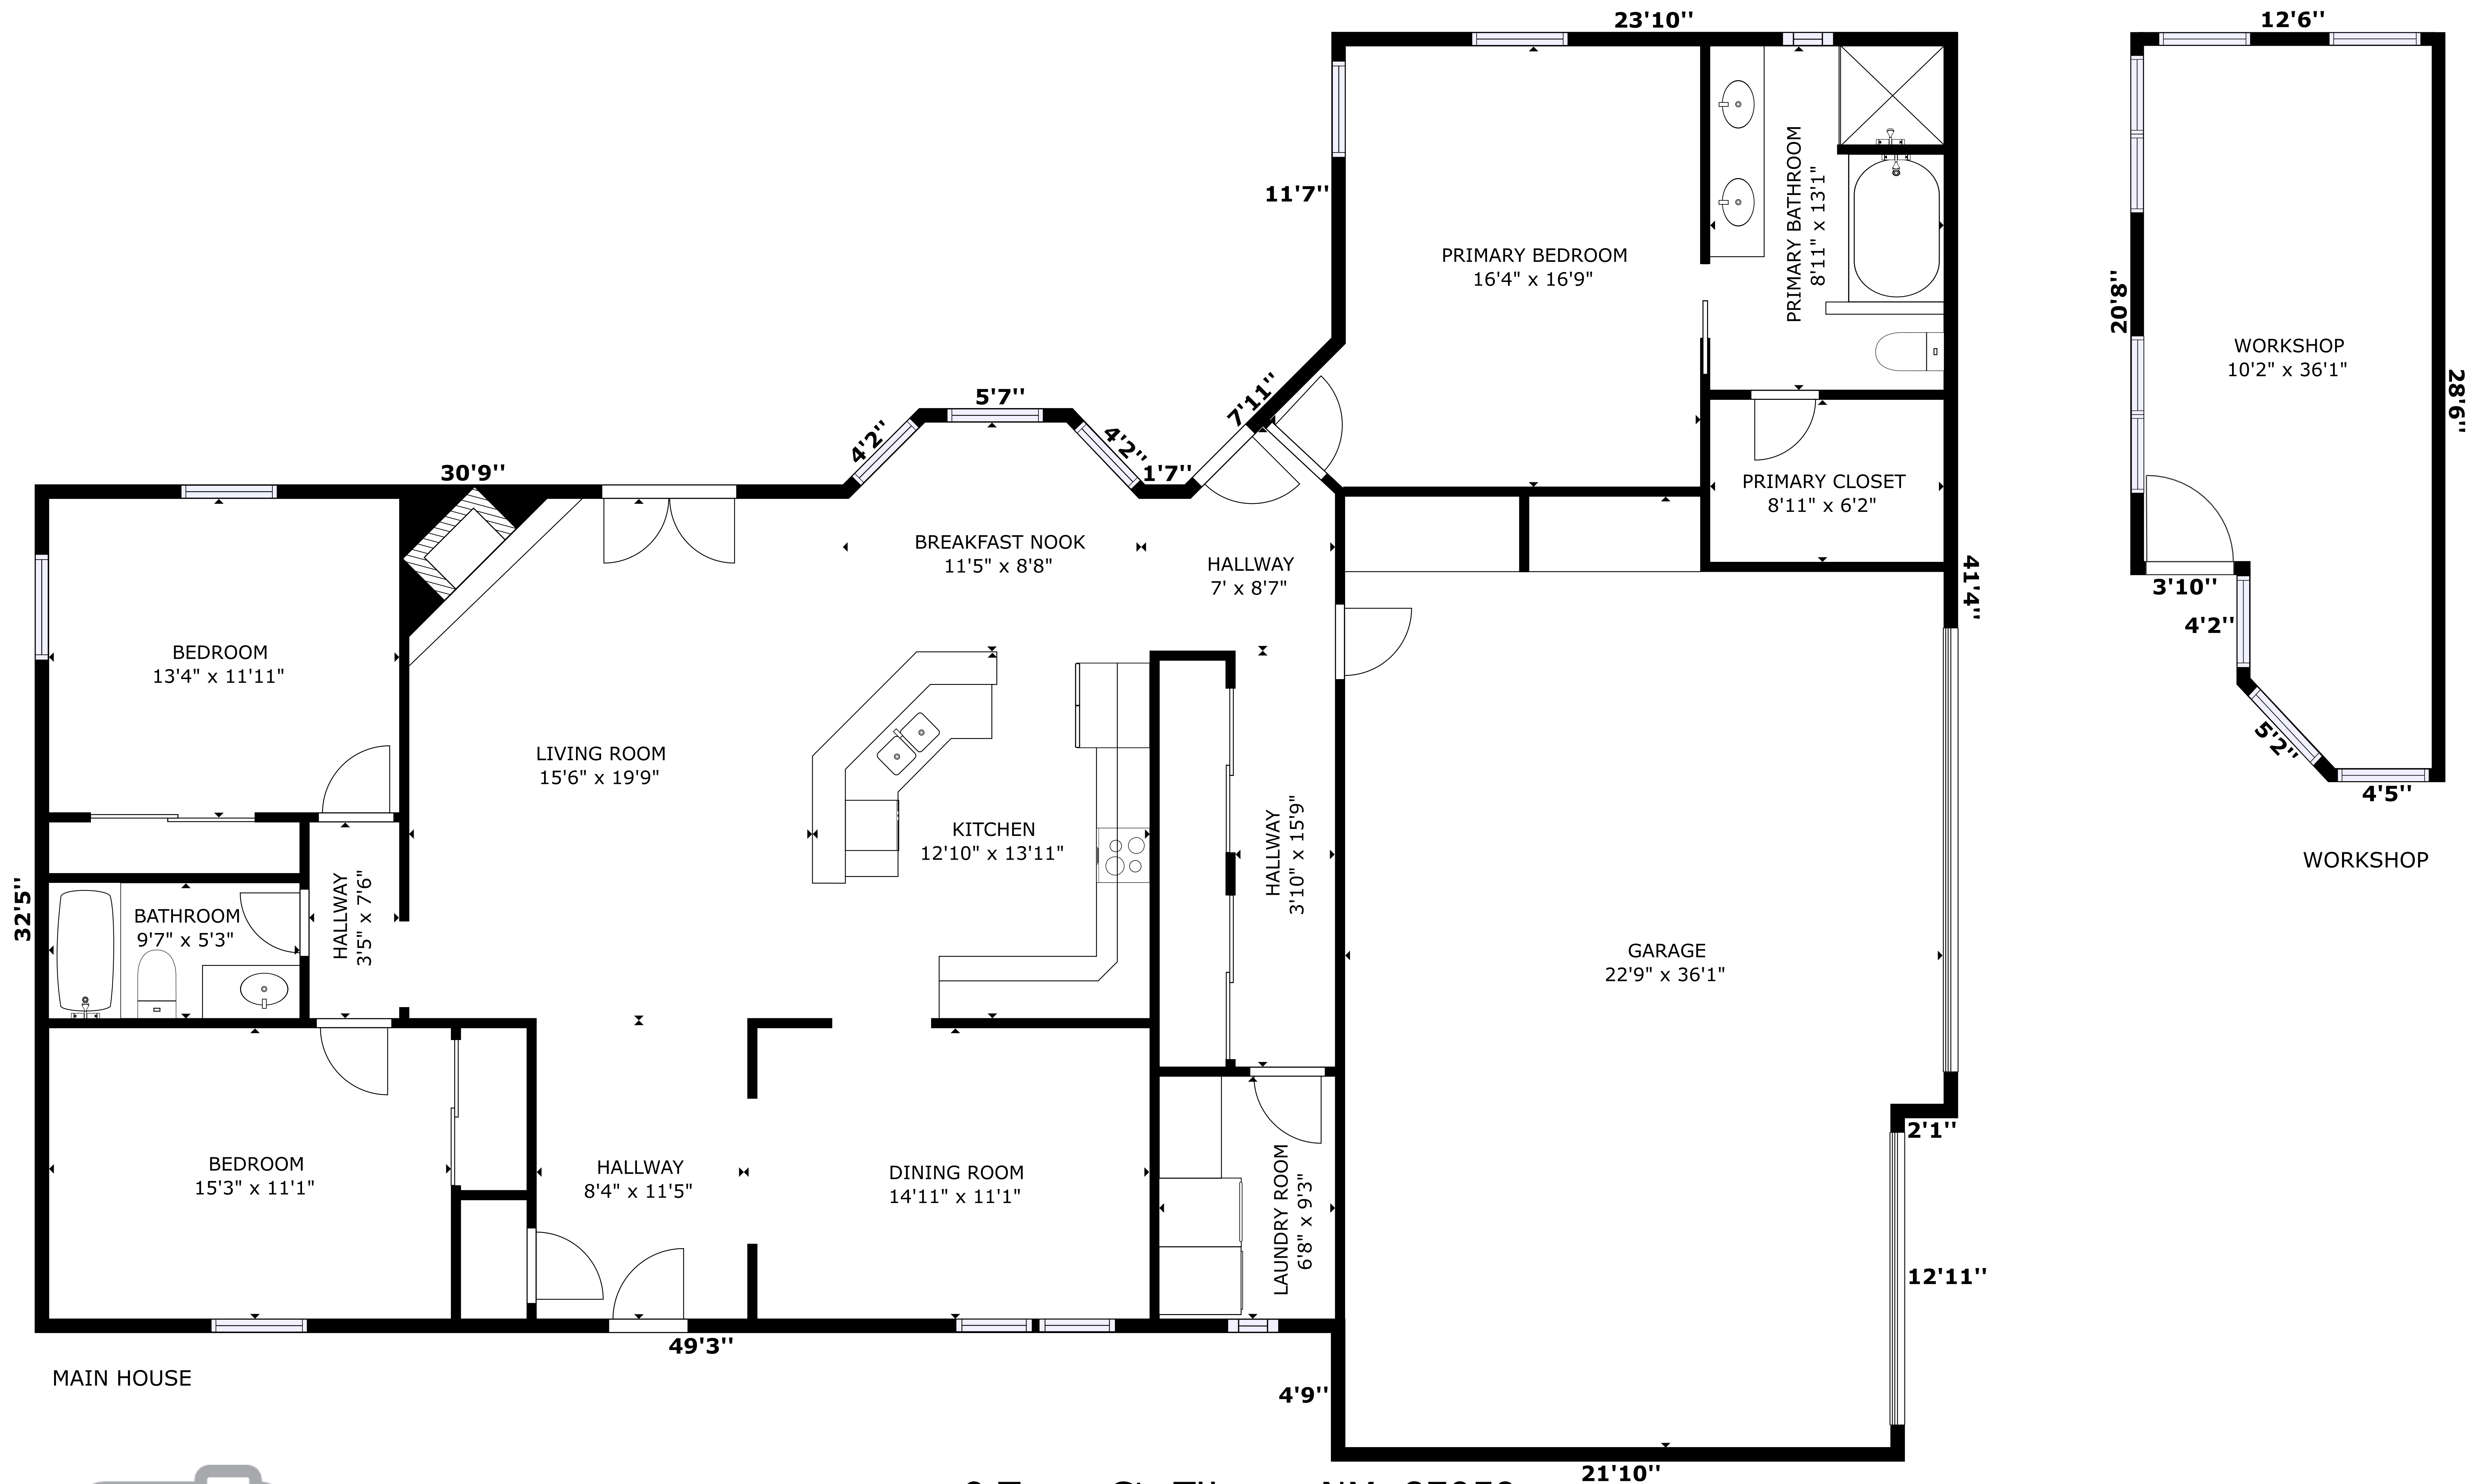 23'10''
12'6''
11'7''
PRIMARY BATHROOM
8'11" x 13'1"
PRIMARY BEDROOM
16'4" x 16'9"
20'8''
WORKSHOP
10'2" x 36'1"
28'6''
7'11''
5'7''
4'2''
4'2''
1'7''
30'9''
PRIMARY CLOSET
8'11" x 6'2"
BREAKFAST NOOK
11'5" x 8'8"
HALLWAY
7' x 8'7"
41'4''
3'10''
4'2''
5'2''
4'5''
WORKSHOP
BEDROOM
13'4" x 11'11"
LIVING ROOM
15'6" x 19'9"
KITCHEN
12'10" x 13'11"
HALLWAY
3'10" x 15'9"
32'5''
BATHROOM
9'7" x 5'3"
HALLWAY
3'5" x 7'6"
GARAGE
22'9" x 36'1"
BEDROOM
15'3" x 11'1"
HALLWAY
8'4" x 11'5"
DINING ROOM
14'11" x 11'1"
LAUNDRY ROOM
6'8" x 9'3"
2'1''
12'11''
49'3''
MAIN HOUSE
4'9''
21'10''